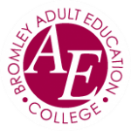 BROMLEY ADULT EDUCATION
• COLLEGE •
AE